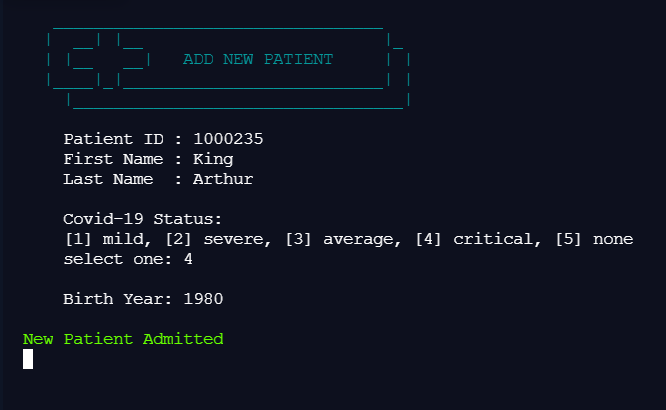 ADD NEW PATIENT
Patient ID : 1000235
First Name : King
Last Name  : Arthur
Covid-19 Status:
[1] mild, [2] severe, [3] average, [4] critical, [5] none
select one: 4
Birth Year: 1980
New Patient Admitted